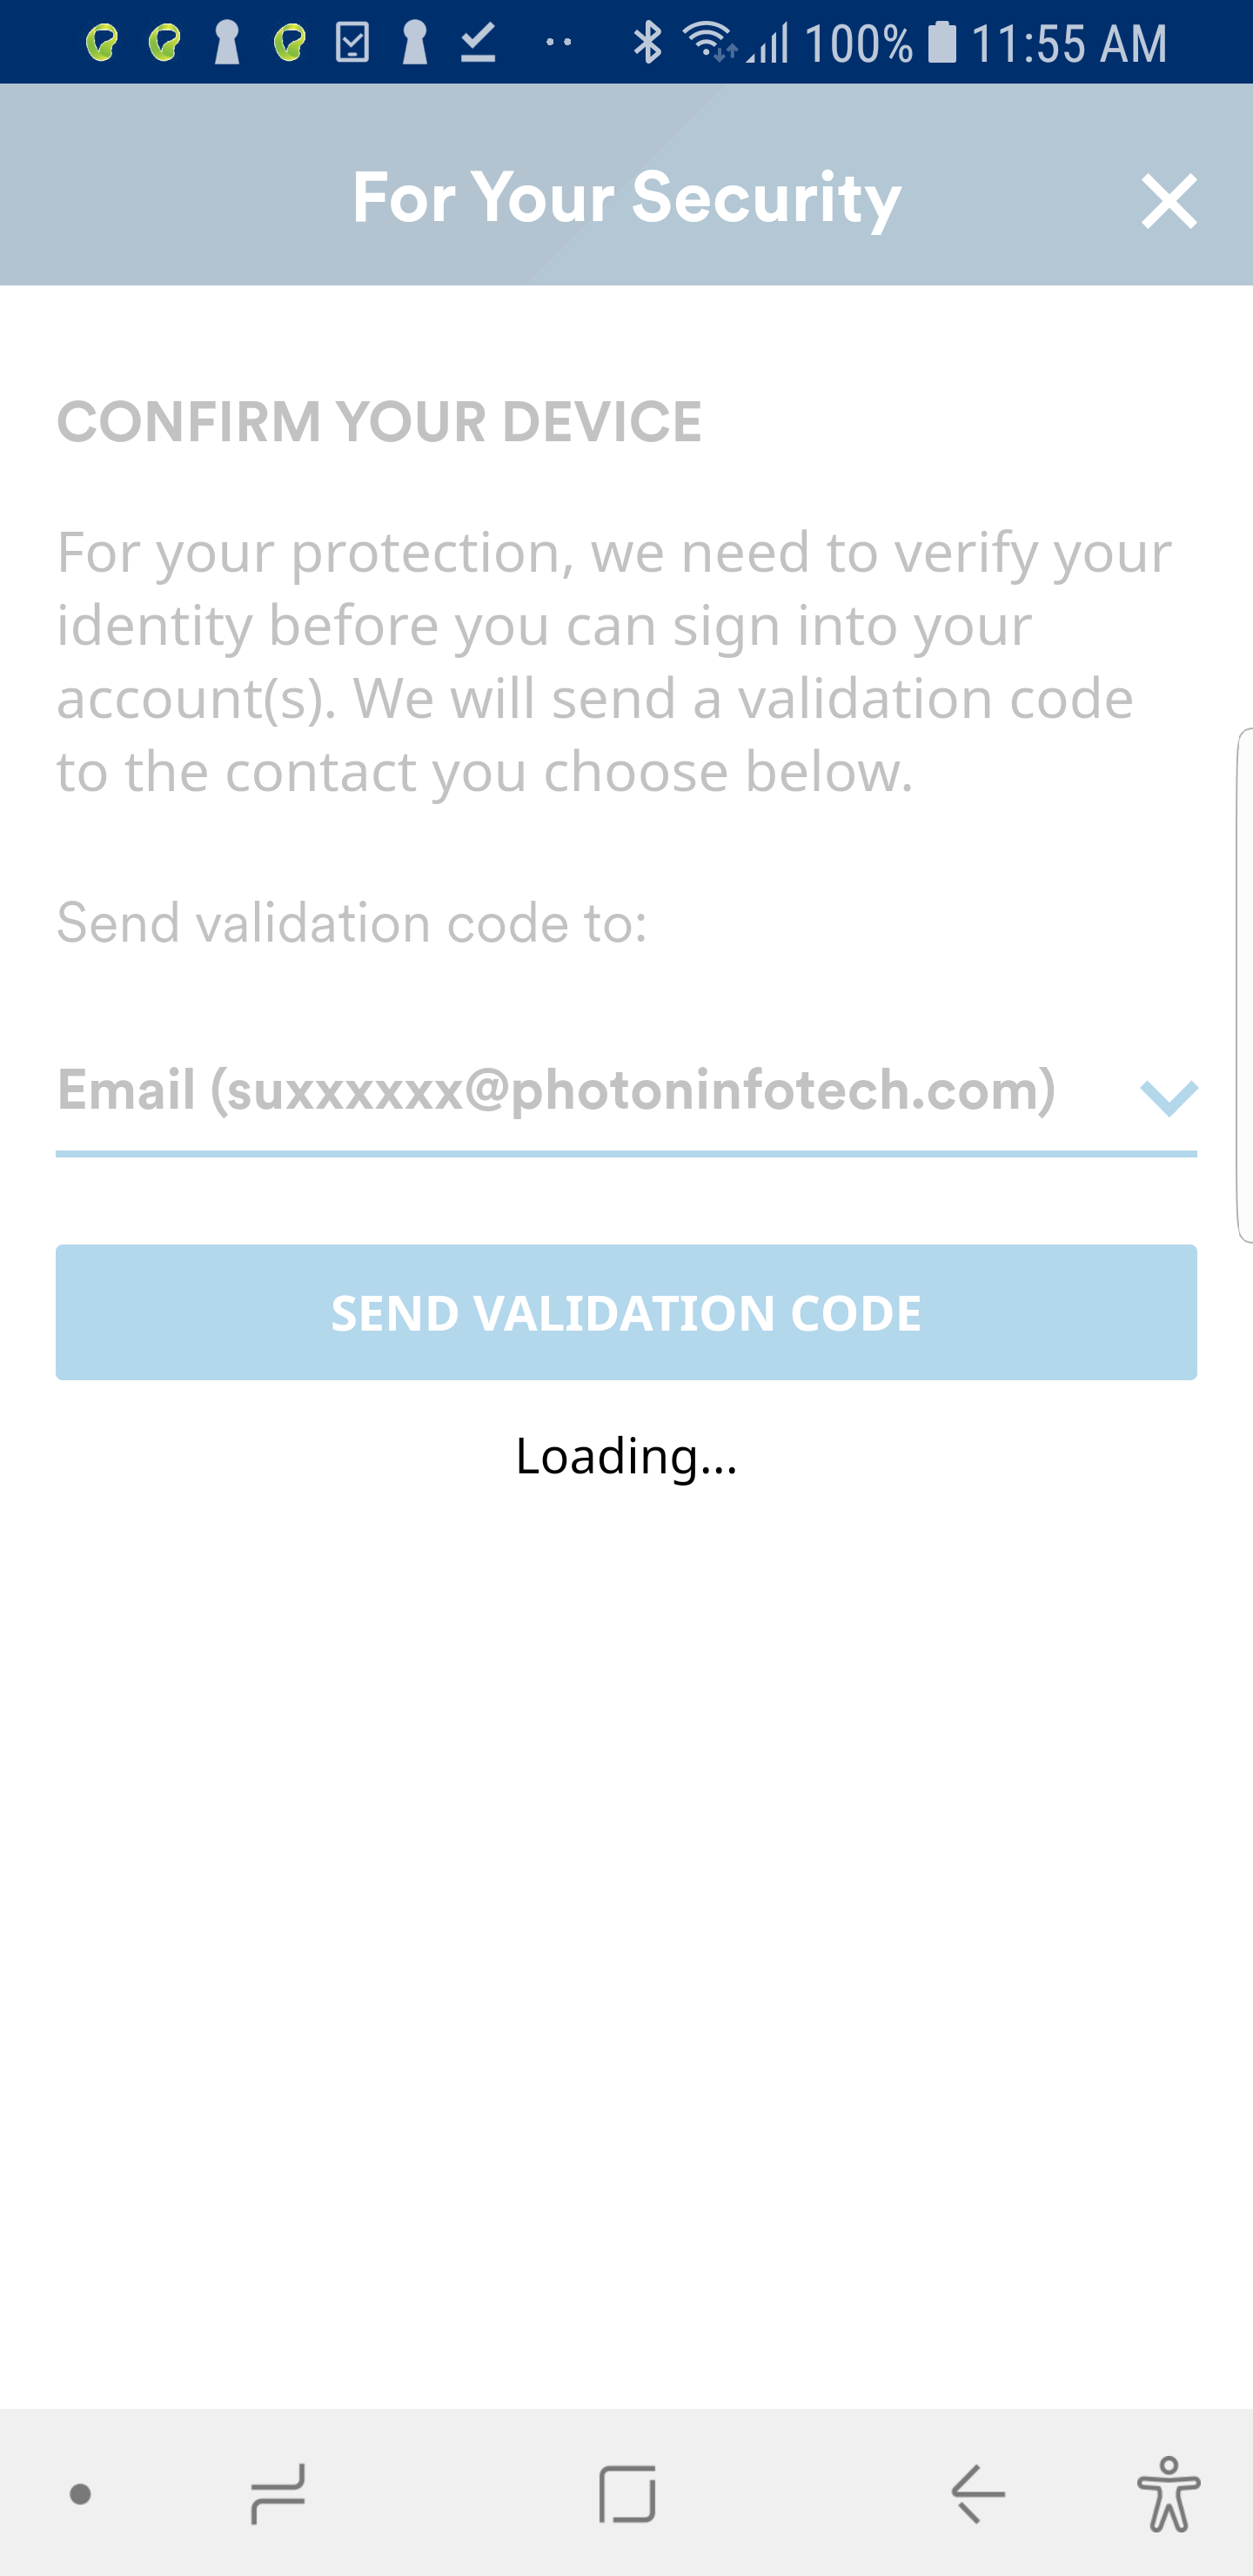 100% 11:55 AM
For Your Security
CONFIRM YOUR DEVICE
For your protection, we need to verify your
identity before you can sign into your
account(s). We will send a validation code
to the contact you choose below.
Send validation code to:
Email (suxxxxxx@photoninfotech.com)
SEND VALIDATION CODE
Loading...